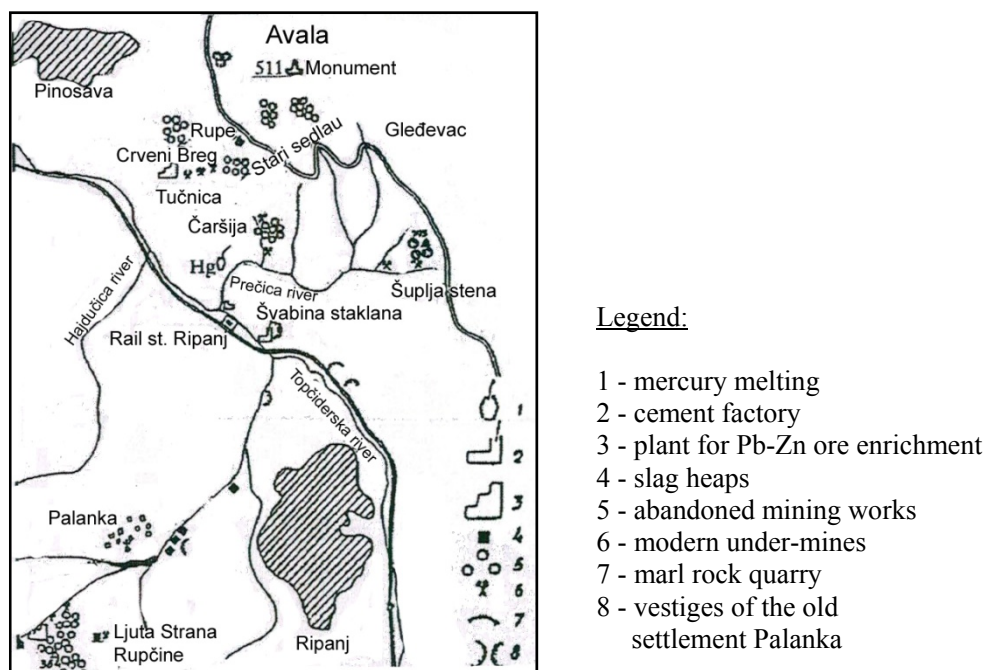 Avala
511 Monument
Pinosava
Gleđevac
Rupe
Stari sedlau
Crveni Breg
Tučnica
Čaršija
Hg
Prečica river
Šuplja stena
Hajdučica river
Švabina staklana
Rail st. Ripanj
Topčiderska river
Palanka
Ljuta Strana
Rupčine
Ripanj
1
2
3
4
5
6
7
8
Legend:
1 - mercury melting
2 - cement factory
3 - plant for Pb-Zn ore enrichment
4 - slag heaps
5 - abandoned mining works
6 - modern under-mines
7 - marl rock quarry
8 - vestiges of the old
settlement Palanka